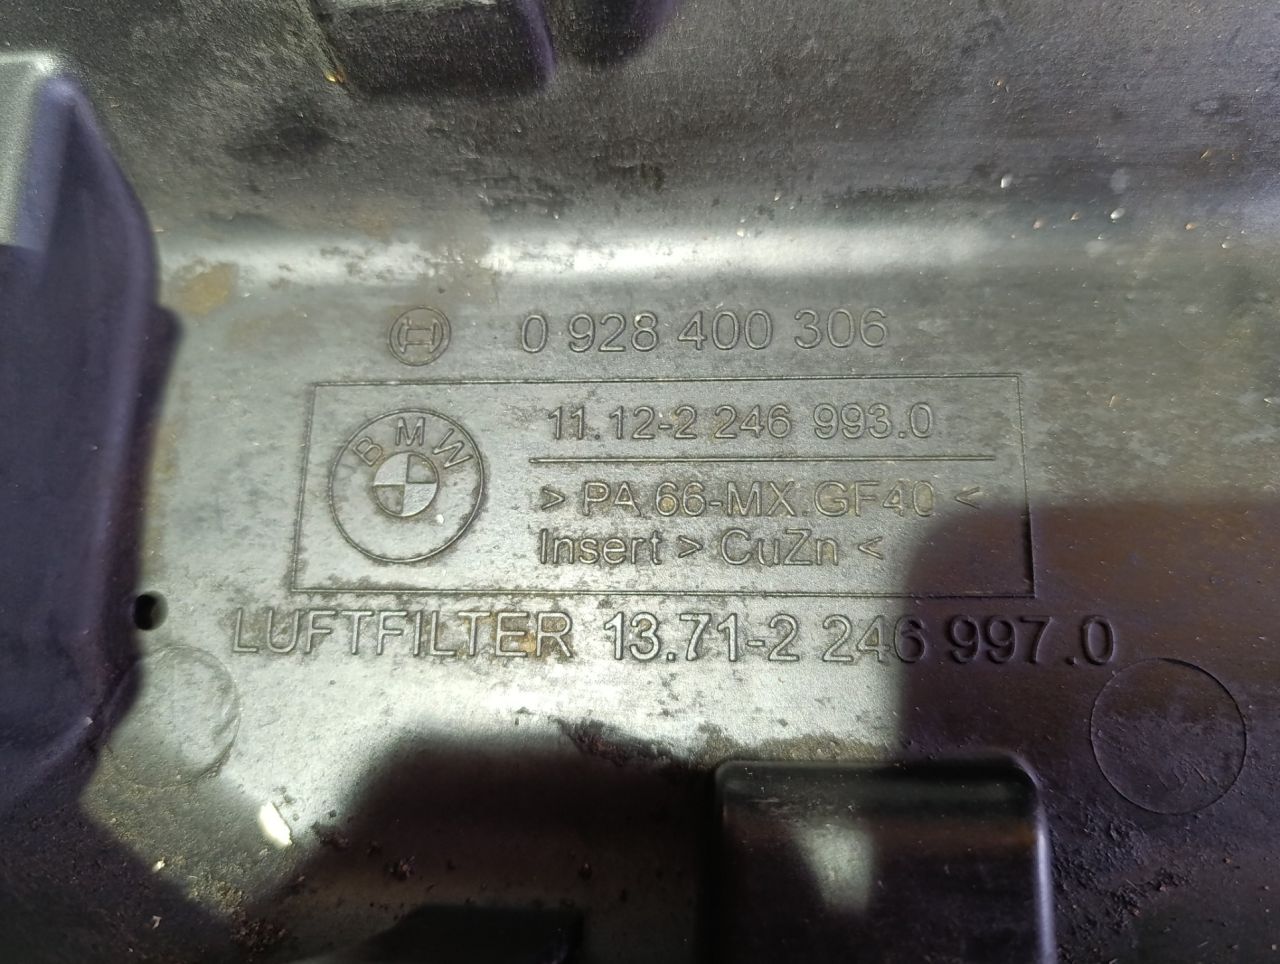 0 928 400 306
BMW
11.12-2 246 993.0
> PA 66-MX.GF40 <
Insert > CuZn <
LUFTFILTER 13.71-2 246 997.0